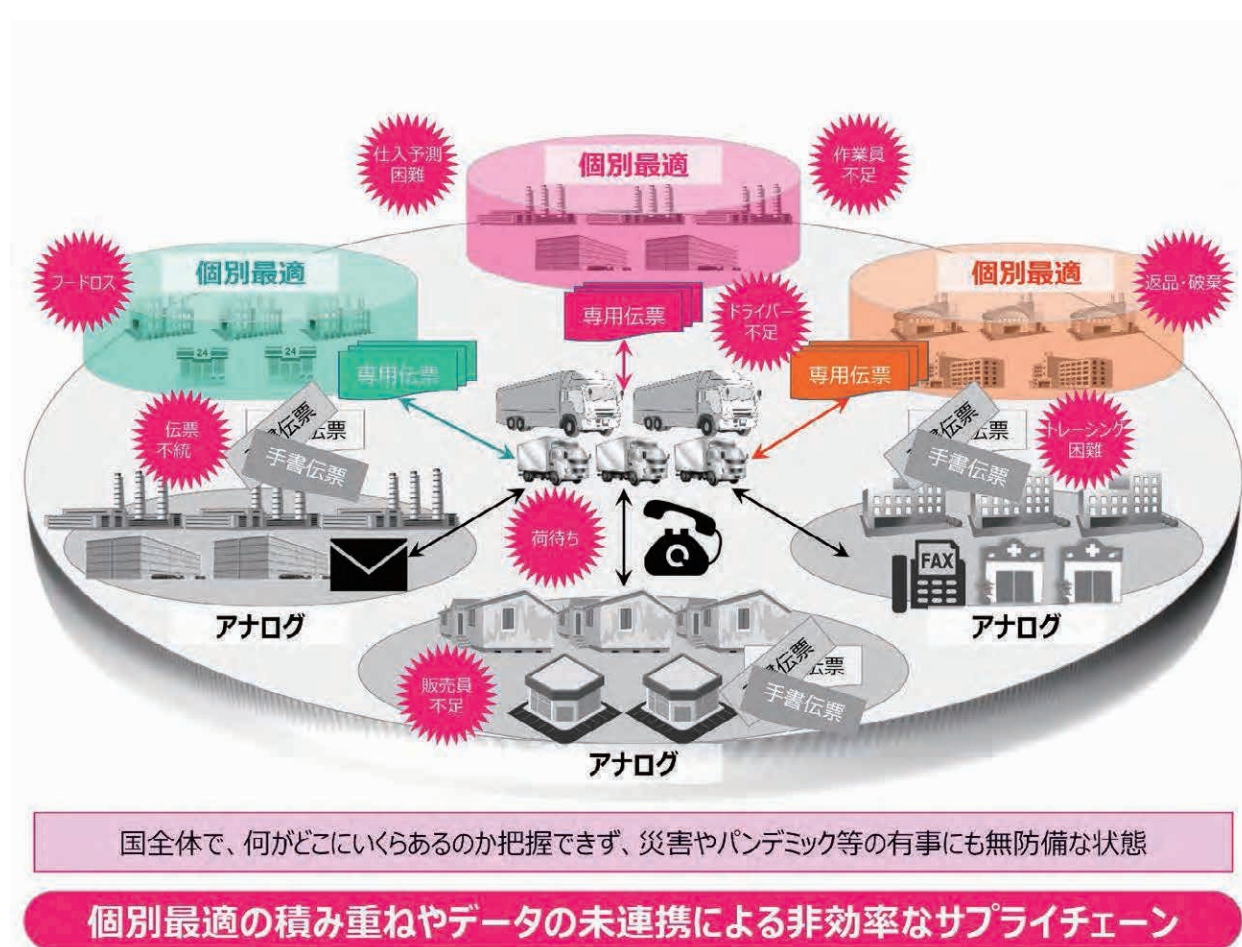 仕入予測
困難
個別最適
作業員
不足
フードロス
個別最適
個別最適
返品・破棄
専用伝票
ドライバー
不足
24
24
専用伝票
専用伝票
伝票
不統
伝票
伝票
手書伝票
伝票
伝票
手書伝票
トレーシング
困難
荷待ち
FAX
アナログ
アナログ
販売員
不足
伝票
伝票
手書伝票
アナログ
国全体で、何がどこにいくらあるのか把握できず、災害やパンデミック等の有事にも無防備な状態
個別最適の積み重ねやデータの未連携による非効率なサプライチェーン